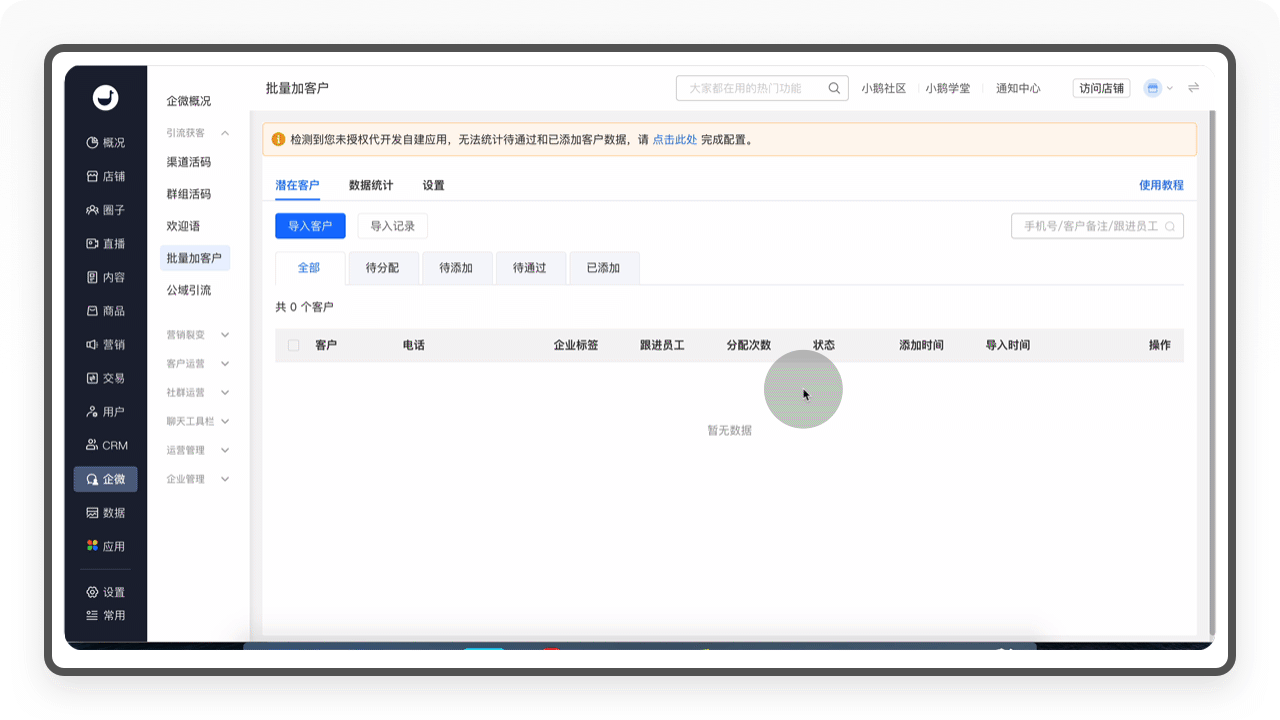 概况
店铺
圈子
直播
内容
商品
营销
交易
用户
CRM
企微
数据
应用
设置
常用
企微概况
引流获客
渠道活码
群组活码
欢迎语
批量加客户
公域引流
营销裂变
客户运营
社群运营
聊天工具栏
运营管理
企业管理
批量加客户
大家都在用的热门功能
小鹅社区 小鹅学堂 通知中心 访问店铺
检测到您未授权代开发自建应用，无法统计待通过和已添加客户数据，请 点击此处 完成配置。
潜在客户 数据统计 设置 使用教程
导入客户 导入记录 手机号/客户备注/跟进员工
全部 待分配 待添加 待通过 已添加
共 0 个客户
客户 电话 企业标签 跟进员工 分配次数 状态 添加时间 导入时间 操作
暂无数据